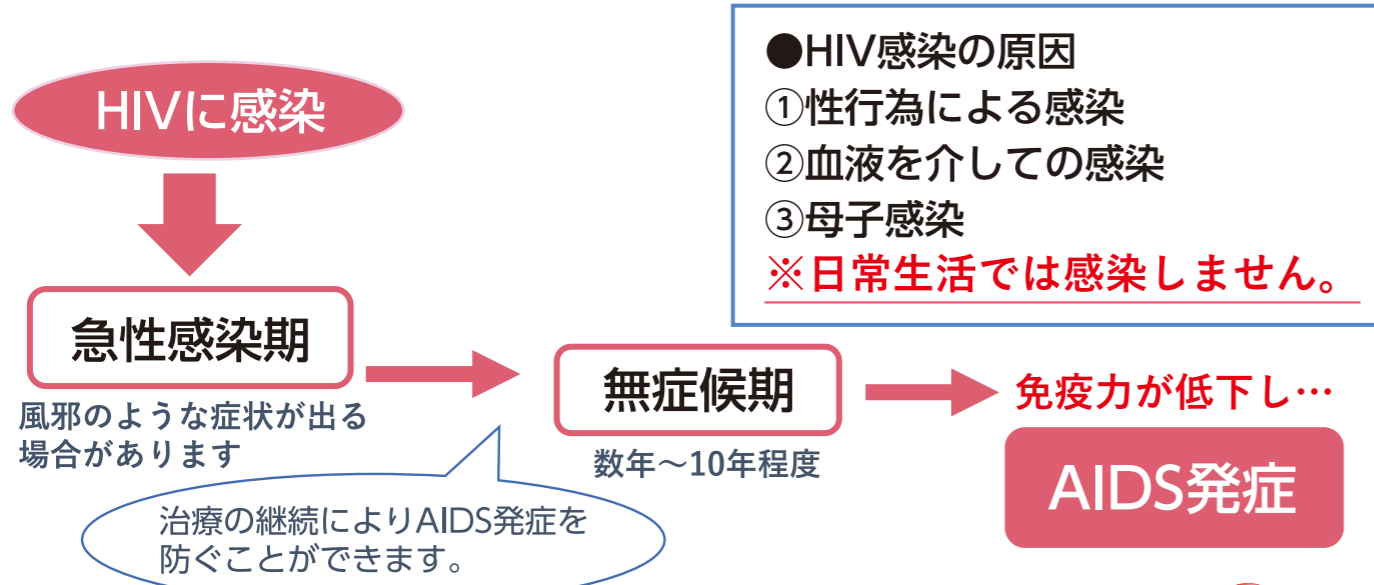 HIVに感染
●HIV感染の原因
①性行為による感染
②血液を介しての感染
③母子感染
※日常生活では感染しません。
急性感染期
風邪のような症状が出る
場合があります
無症候期
数年～10年程度
治療の継続によりAIDS発症を
防ぐことができます。
免疫力が低下し…
AIDS発症